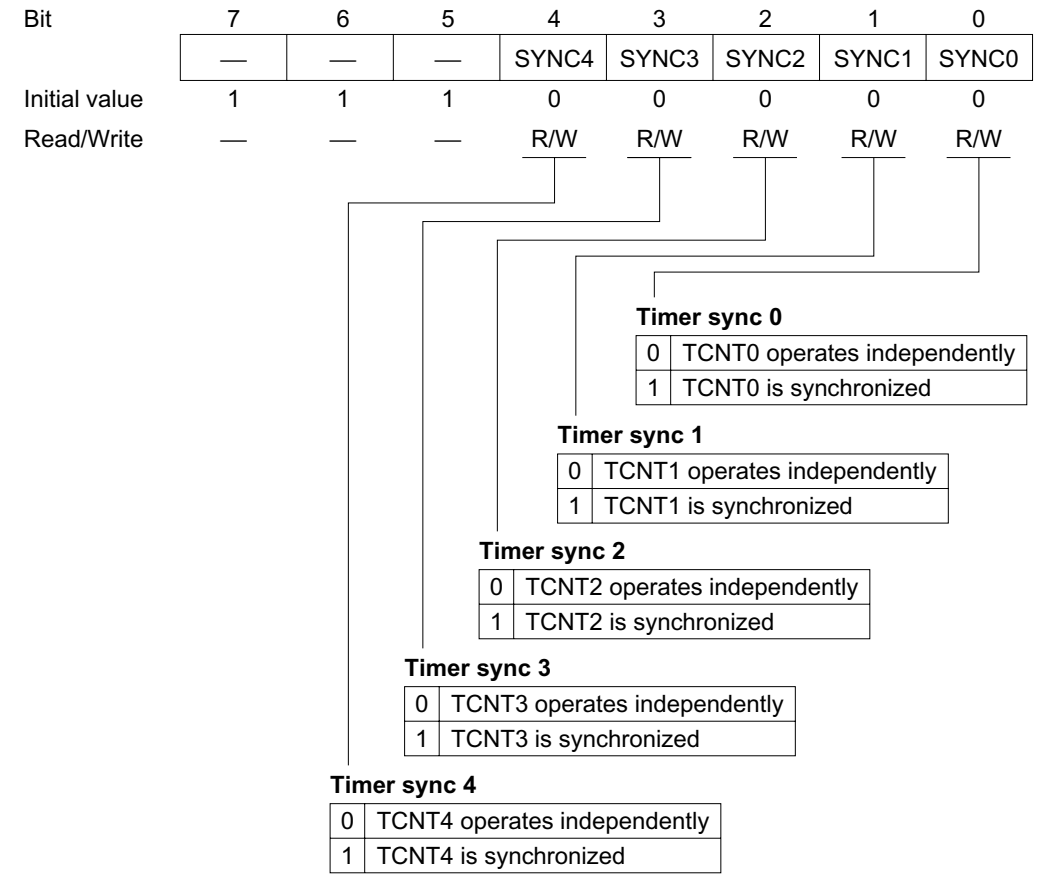 Bit 7 6 5 4 3 2 1 0
— — — SYNC4 SYNC3 SYNC2 SYNC1 SYNC0
Initial value 1 1 1 0 0 0 0 0
Read/Write — — — R/W R/W R/W R/W R/W
Timer sync 0
0 TCNT0 operates independently
1 TCNT0 is synchronized
Timer sync 1
0 TCNT1 operates independently
1 TCNT1 is synchronized
Timer sync 2
0 TCNT2 operates independently
1 TCNT2 is synchronized
Timer sync 3
0 TCNT3 operates independently
1 TCNT3 is synchronized
Timer sync 4
0 TCNT4 operates independently
1 TCNT4 is synchronized